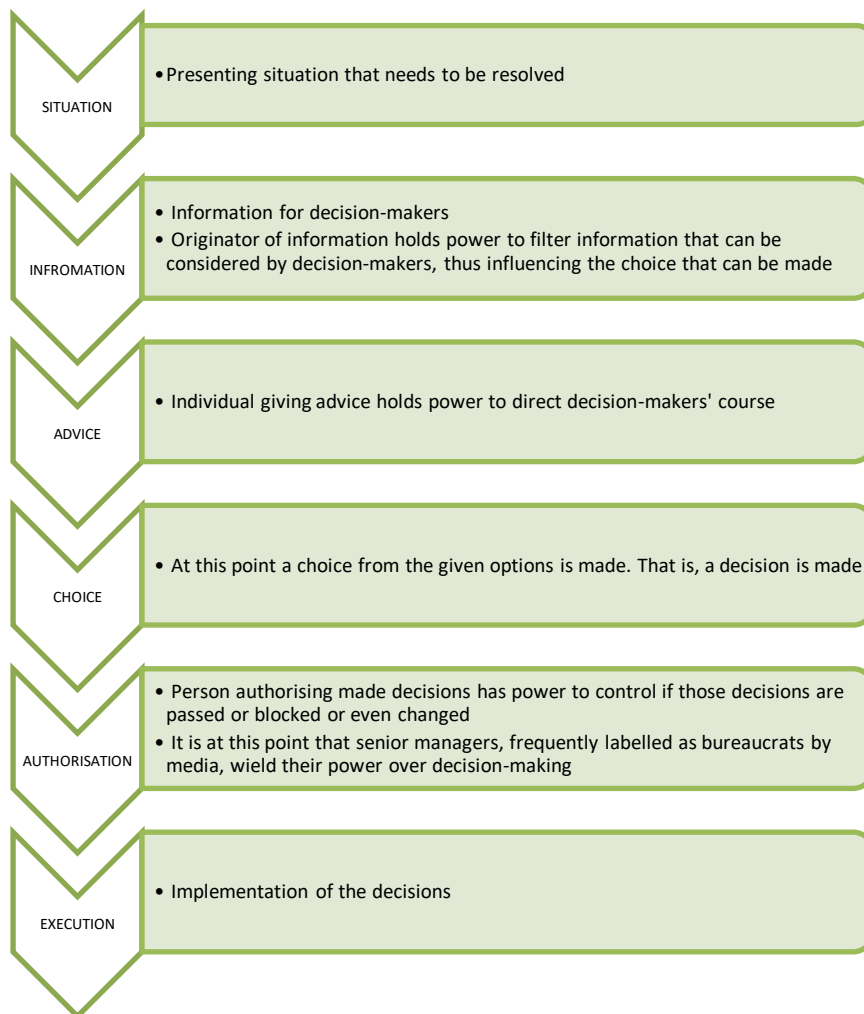 SITUATION
•Presenting situation that needs to be resolved
INFROMATION
• Information for decision-makers
• Originator of information holds power to filter information that can be
considered by decision-makers, thus influencing the choice that can be made
ADVICE
• Individual giving advice holds power to direct decision-makers' course
CHOICE
• At this point a choice from the given options is made. That is, a decision is made
AUTHORISATION
• Person authorising made decisions has power to control if those decisions are
passed or blocked or even changed
• It is at this point that senior managers, frequently labelled as bureaucrats by
media, wield their power over decision-making
EXECUTION
• Implementation of the decisions